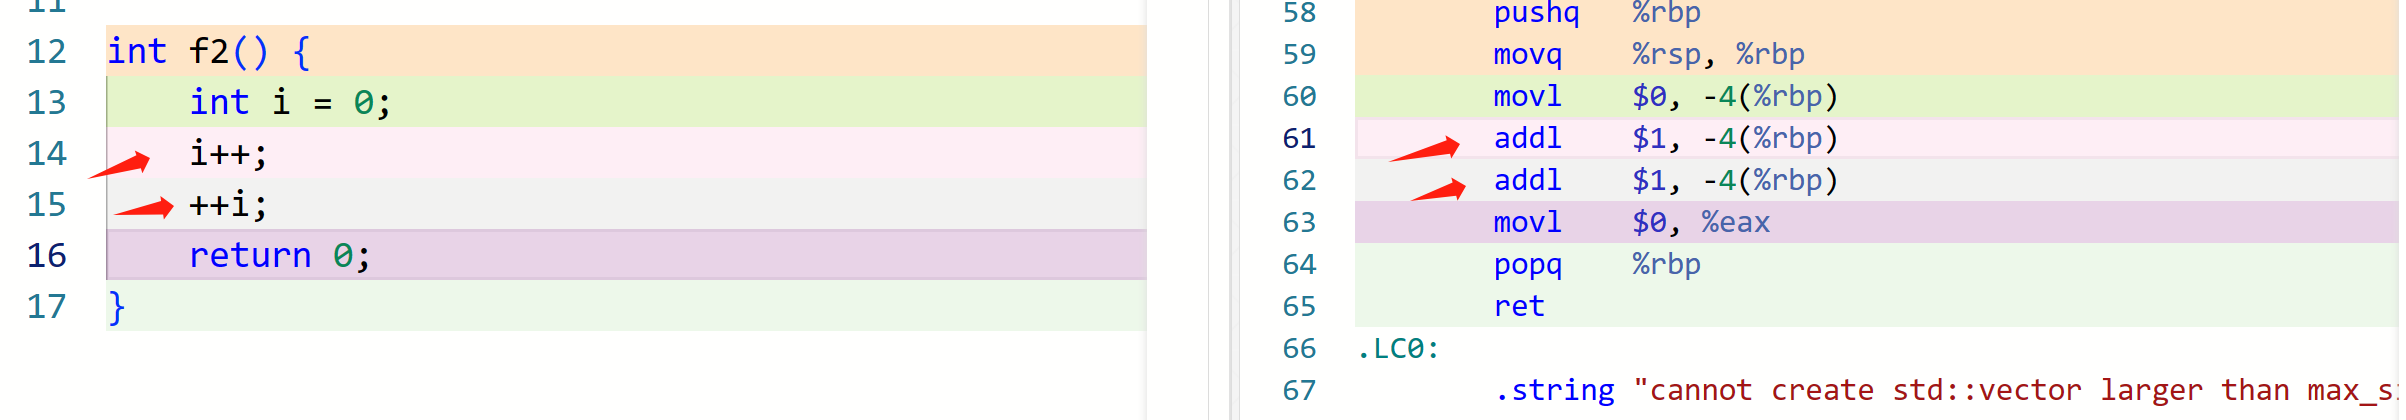 11
12 int f2() {
13     int i = 0;
14     i++;
15     ++i;
16     return 0;
17 }
58         pushq   %rbp
59         movq    %rsp, %rbp
60         movl    $0, -4(%rbp)
61         addl    $1, -4(%rbp)
62         addl    $1, -4(%rbp)
63         movl    $0, %eax
64         popq    %rbp
65         ret
66 .LC0:
67         .string "cannot create std::vector larger than